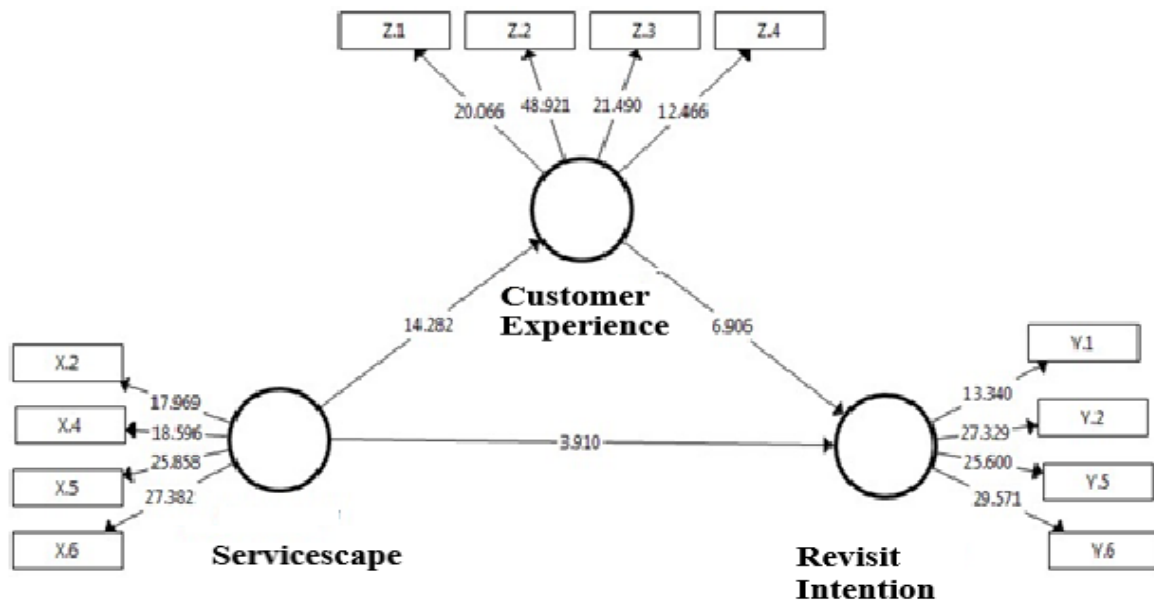 Z.1
Z.2
Z.3
Z.4
20.066
48.921
21.490
12.466
Customer
Experience
14.282
6.906
X.2
X.4
X.5
X.6
17.969
18.596
25.858
27.382
3.910
Y.1
Y.2
Y.5
Y.6
13.340
27.329
25.600
29.571
Servicescape
Revisit
Intention